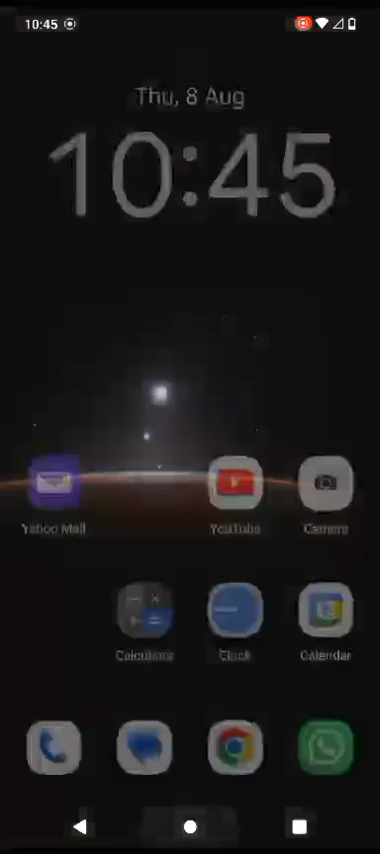 10:45
Thu, 8 Aug
10:45
Yahoo Mail
YouTube
Camera
Calculator
Clock
Calendar